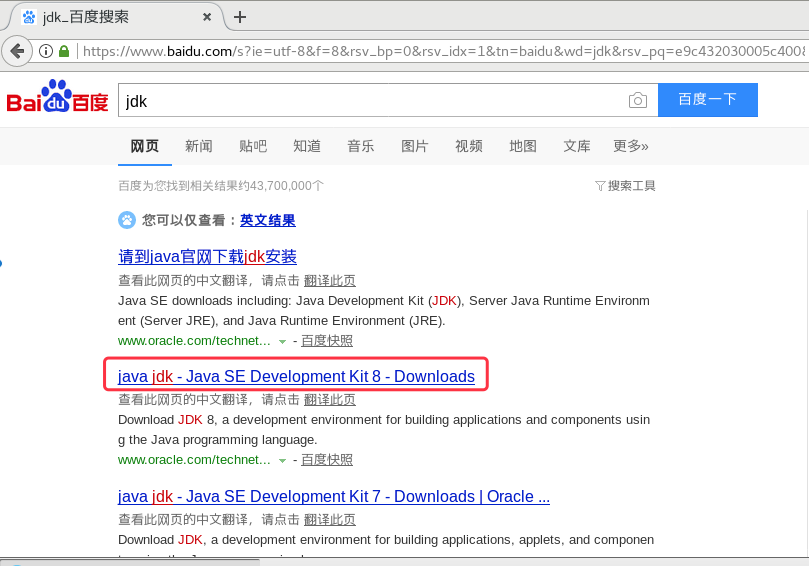 jdk_百度搜索
https://www.baidu.com/s?ie=utf-8&f=8&rsv_bp=0&rsv_idx=1&tn=baidu&wd=jdk&rsv_pq=e9c432030005c4008
Bai du 百度 jdk 百度一下
网页 新闻 贴吧 知道 音乐 图片 视频 地图 文库 更多»
百度为您找到相关结果约43,700,000个 搜索工具
您可以仅查看：英文结果
请到java官网下载jdk安装
查看此网页的中文翻译，请点击 翻译此页
Java SE downloads including: Java Development Kit (JDK), Server Java Runtime Environm
ent (Server JRE), and Java Runtime Environment (JRE).
www.oracle.com/technet... - 百度快照
java jdk - Java SE Development Kit 8 - Downloads
查看此网页的中文翻译，请点击 翻译此页
Download JDK 8, a development environment for building applications and components usin
g the Java programming language.
www.oracle.com/technet... - 百度快照
java jdk - Java SE Development Kit 7 - Downloads | Oracle ...
查看此网页的中文翻译，请点击 翻译此页
Download JDK, a development environment for building applications, applets, and componen